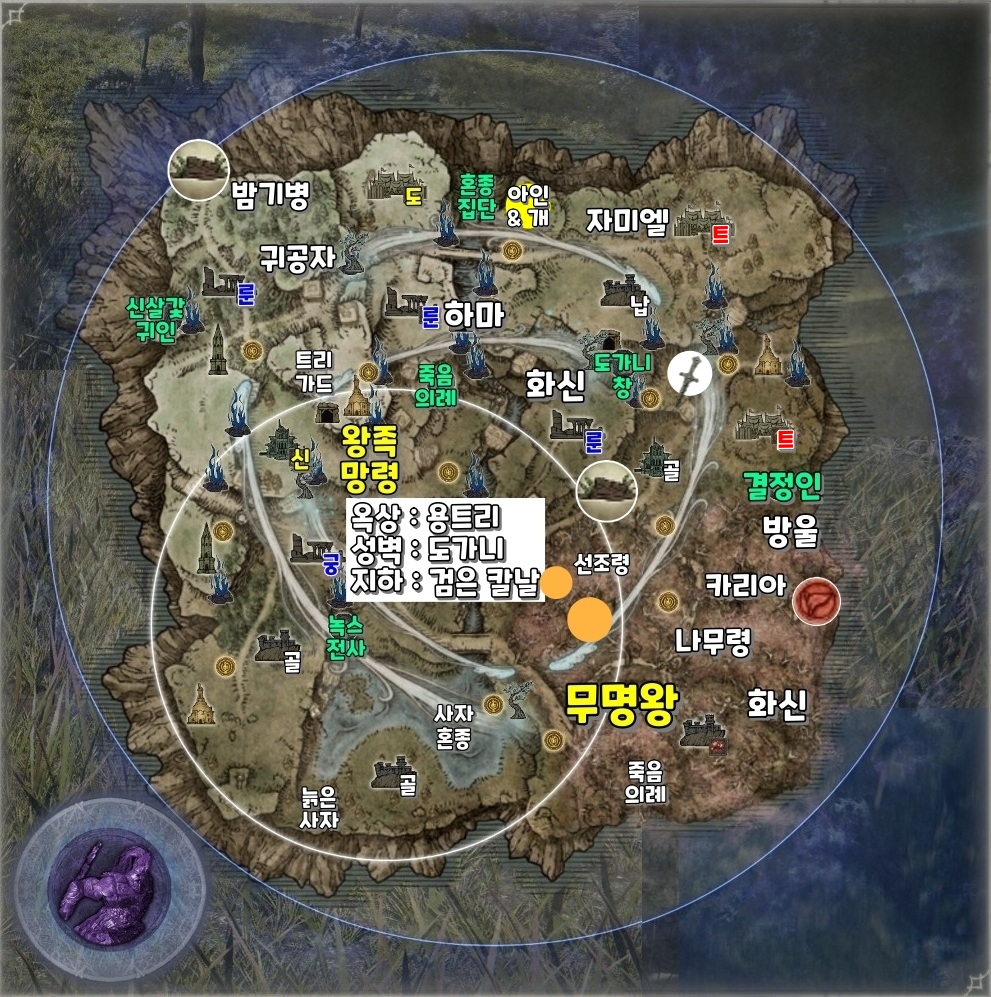 밤기병
도
혼종
집단
아인
& 개
자미엘
트
귀공자
룬
룬
하마
납
신살갗
귀인
트리
가드
죽음
의례
화신
도가니
창
룬
트
골
왕족
망령
신
결정인
방울
옥상 : 용트리
성벽 : 도가니
지하 : 검은 칼날
궁
선조령
카리아
녹스
전사
골
나무령
무명왕
화신
사자
혼종
골
늙은
사자
죽음
의례